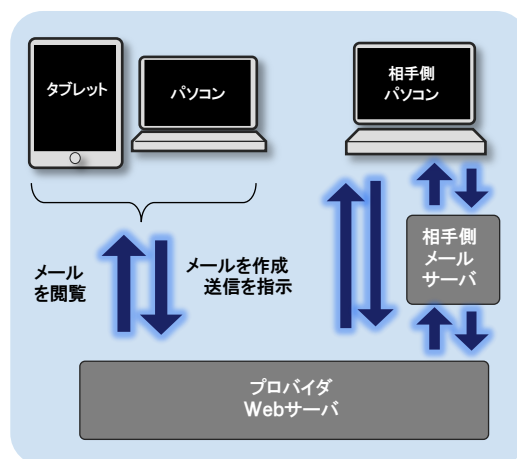 タブレット
パソコン
相手側
パソコン
メール
を閲覧
メールを作成
送信を指示
相手側
メール
サーバ
プロバイダ
Webサーバ